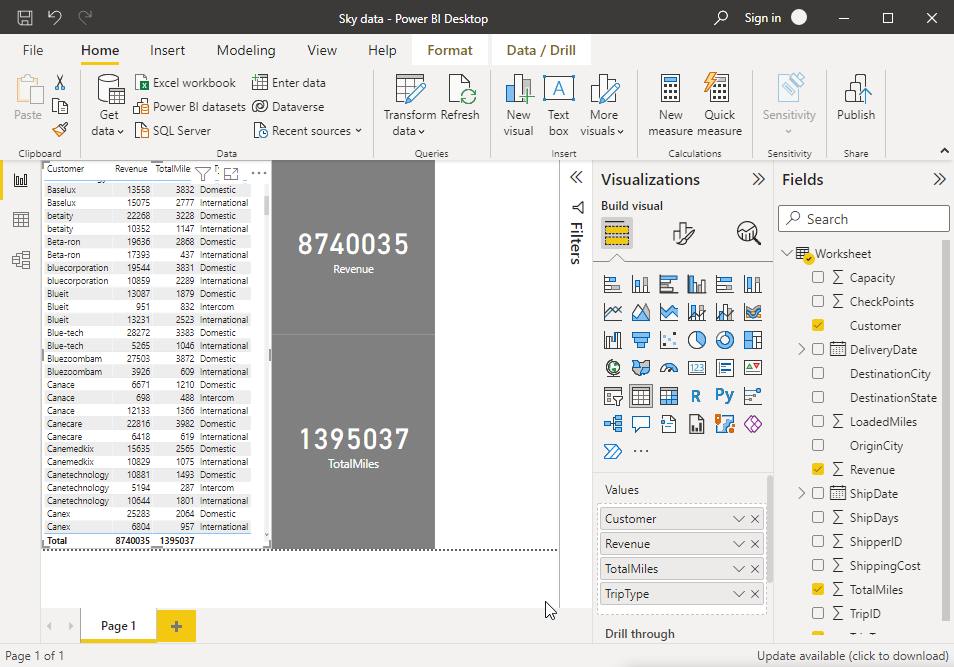 Sky data - Power BI Desktop
Sign in
File Home Insert Modeling View Help Format Data / Drill
Paste
Get data
Excel workbook
Power BI datasets
SQL Server
Enter data
Dataverse
Recent sources
Transform data
Refresh
New visual
Text box
More visuals
New measure
Quick measure
Sensitivity
Publish
Clipboard Data Queries Insert Calculations Sensitivity Share
Customer Revenue TotalMiles
Baselux 13558 3832 Domestic
Baselux 15075 2777 International
betaity 22268 3228 Domestic
betaity 10352 1147 International
Beta-ron 19636 2868 Domestic
Beta-ron 17393 437 International
bluecorporation 19544 3831 Domestic
bluecorporation 10859 2289 International
Blueit 13087 1879 Domestic
Blueit 951 832 Intercom
Blueit 13231 2523 International
Blue-tech 28272 3383 Domestic
Blue-tech 5265 1046 International
Bluezoombam 27503 3872 Domestic
Bluezoombam 3926 609 International
Canace 6671 1210 Domestic
Canace 698 488 Intercom
Canace 12133 1366 International
Canecare 22816 3982 Domestic
Canecare 6418 619 International
Canemedkix 15635 2565 Domestic
Canemedkix 10829 1075 International
Canetechnology 10881 1493 Domestic
Canetechnology 5194 287 Intercom
Canetechnology 10644 1801 International
Canex 25283 2064 Domestic
Canex 6804 957 International
Total 8740035 1395037
8740035
Revenue
1395037
TotalMiles
Filters
Visualizations
Build visual
123
R
Py
Values
Customer
Revenue
TotalMiles
TripType
Drill through
Fields
Search
Worksheet
Capacity
CheckPoints
Customer
DeliveryDate
DestinationCity
DestinationState
LoadedMiles
OriginCity
Revenue
ShipDate
ShipDays
ShipperID
ShippingCost
TotalMiles
TripID
Page 1
Page 1 of 1
Update available (click to download)